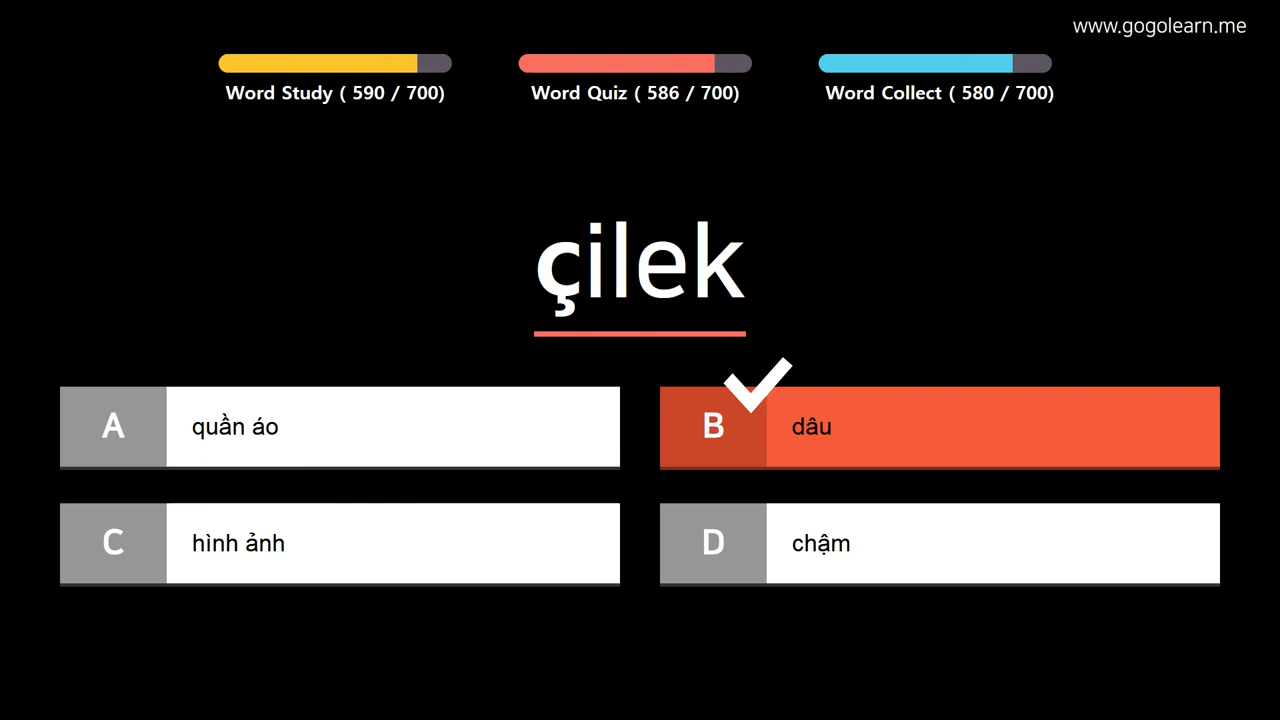 www.gogolearn.me
Word Study ( 590 / 700)
Word Quiz ( 586 / 700)
Word Collect ( 580 / 700)
çilek
A quần áo
B dâu
C hình ảnh
D chậm